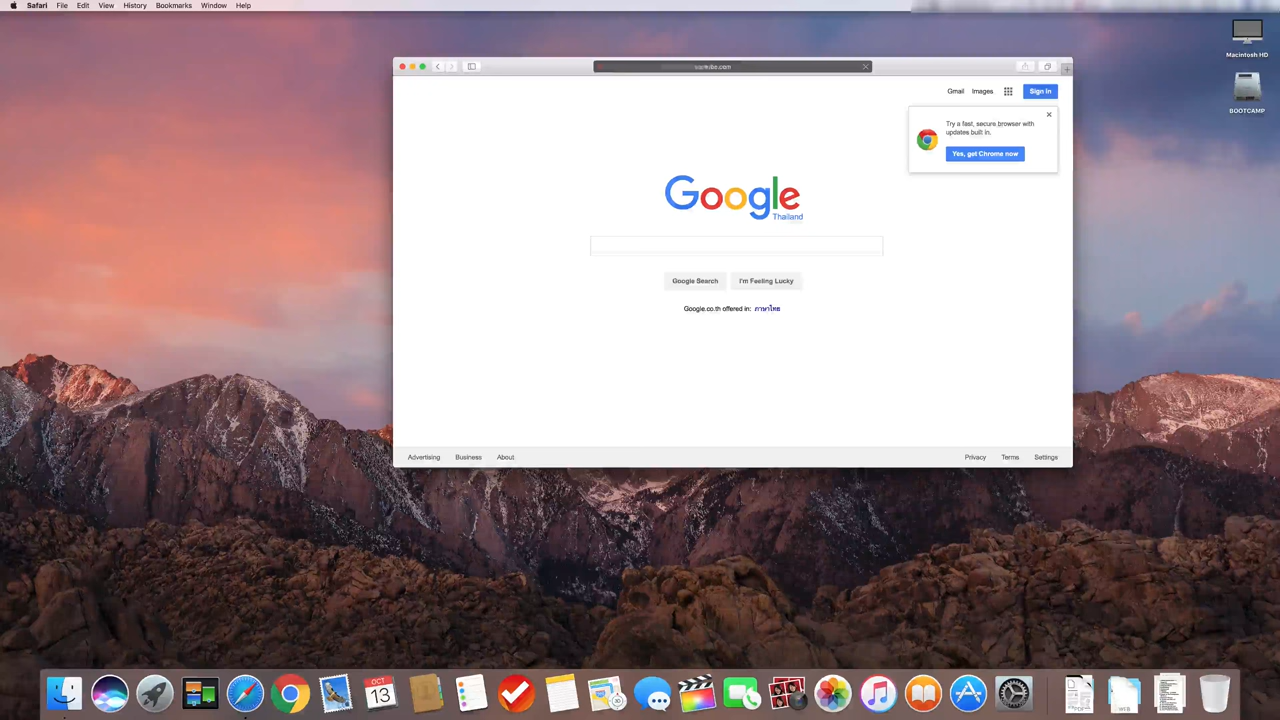 Safari File Edit View History Bookmarks Window Help
Macintosh HD
BOOTCAMP
Gmail Images Sign in
Try a fast, secure browser with
updates built in.
Yes, get Chrome now
Google
Thailand
Google Search I'm Feeling Lucky
Google.co.th offered in: ภาษาไทย
Advertising Business About Privacy Terms Settings
OCT
13